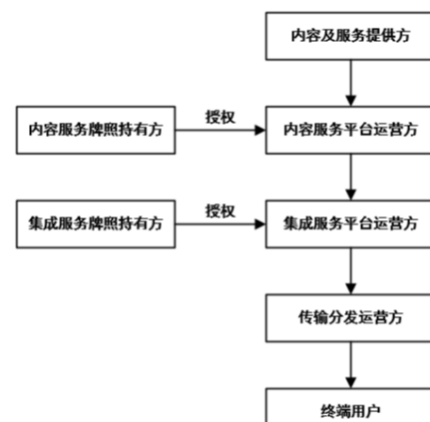 内容及服务提供方
内容服务牌照持有方
授权
内容服务平台运营方
集成服务牌照持有方
授权
集成服务平台运营方
传输分发运营方
终端用户